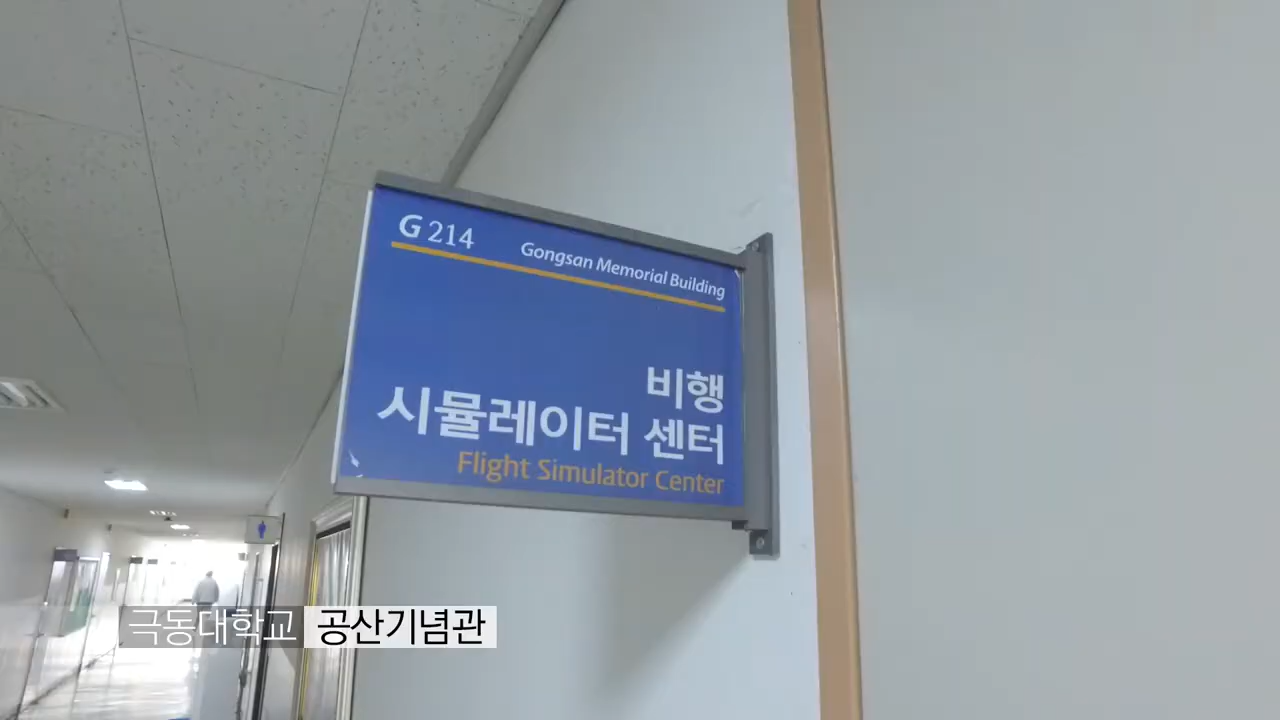 G 214
Gongsan Memorial Building
비행
시뮬레이터 센터
Flight Simulator Center
극동대학교 공산기념관